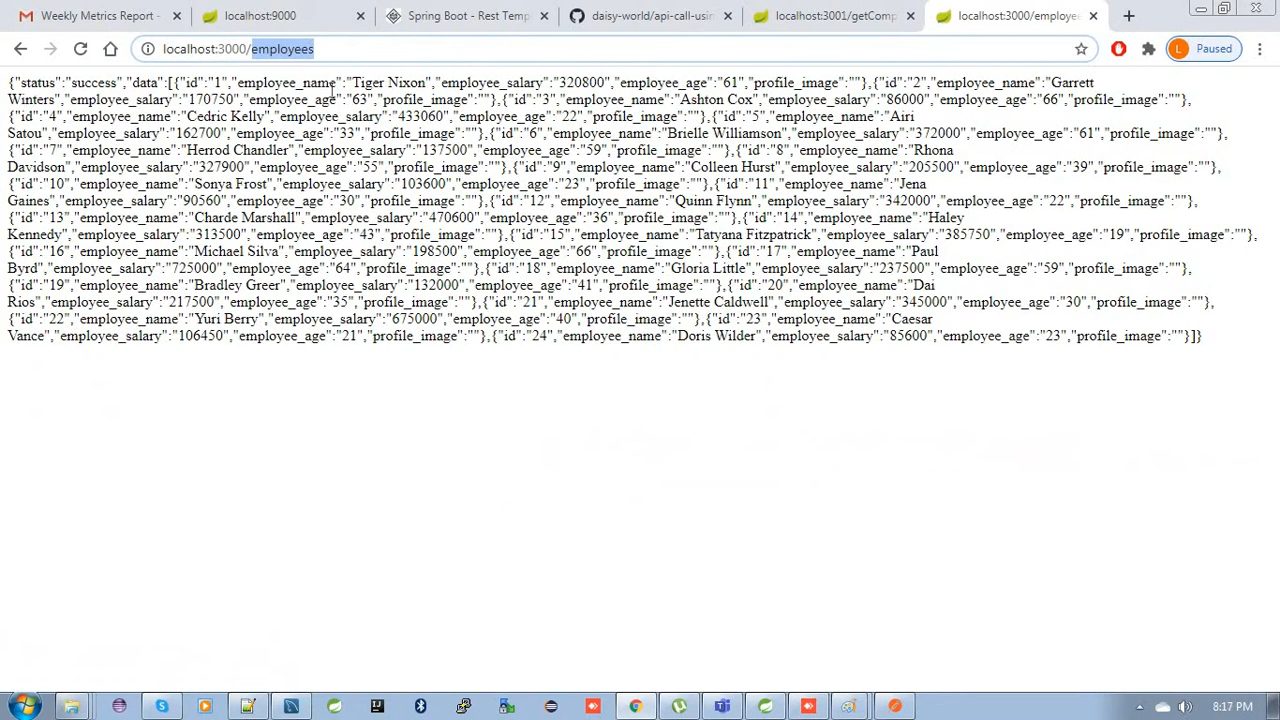 Weekly Metrics Report -
localhost:9000
Spring Boot - Rest Temp
daisy-world/api-call-usin
localhost:3001/getComp
localhost:3000/employee
localhost:3000/employees
L Paused
{"status":"success","data":[{"id":"1","employee_name":"Tiger Nixon","employee_salary":"320800","employee_age":"61","profile_image":""},{"id":"2","employee_name":"Garrett
Winters","employee_salary":"170750","employee_age":"63","profile_image":""},{"id":"3","employee_name":"Ashton Cox","employee_salary":"86000","employee_age":"66","profile_image":""},
{"id":"4","employee_name":"Cedric Kelly","employee_salary":"433060","employee_age":"22","profile_image":""},{"id":"5","employee_name":"Airi
Satou","employee_salary":"162700","employee_age":"33","profile_image":""},{"id":"6","employee_name":"Brielle Williamson","employee_salary":"372000","employee_age":"61","profile_image":""},
{"id":"7","employee_name":"Herrod Chandler","employee_salary":"137500","employee_age":"59","profile_image":""},{"id":"8","employee_name":"Rhona
Davidson","employee_salary":"327900","employee_age":"55","profile_image":""},{"id":"9","employee_name":"Colleen Hurst","employee_salary":"205500","employee_age":"39","profile_image":""},
{"id":"10","employee_name":"Sonya Frost","employee_salary":"103600","employee_age":"23","profile_image":""},{"id":"11","employee_name":"Jena
Gaines","employee_salary":"90560","employee_age":"30","profile_image":""},{"id":"12","employee_name":"Quinn Flynn","employee_salary":"342000","employee_age":"22","profile_image":""},
{"id":"13","employee_name":"Charde Marshall","employee_salary":"470600","employee_age":"36","profile_image":""},{"id":"14","employee_name":"Haley
Kennedy","employee_salary":"313500","employee_age":"43","profile_image":""},{"id":"15","employee_name":"Tatyana Fitzpatrick","employee_salary":"385750","employee_age":"19","profile_image":""},
{"id":"16","employee_name":"Michael Silva","employee_salary":"198500","employee_age":"66","profile_image":""},{"id":"17","employee_name":"Paul
Byrd","employee_salary":"725000","employee_age":"64","profile_image":""},{"id":"18","employee_name":"Gloria Little","employee_salary":"237500","employee_age":"59","profile_image":""},
{"id":"19","employee_name":"Bradley Greer","employee_salary":"132000","employee_age":"41","profile_image":""},{"id":"20","employee_name":"Dai
Rios","employee_salary":"217500","employee_age":"35","profile_image":""},{"id":"21","employee_name":"Jenette Caldwell","employee_salary":"345000","employee_age":"30","profile_image":""},
{"id":"22","employee_name":"Yuri Berry","employee_salary":"675000","employee_age":"40","profile_image":""},{"id":"23","employee_name":"Caesar
Vance","employee_salary":"106450","employee_age":"21","profile_image":""},{"id":"24","employee_name":"Doris Wilder","employee_salary":"85600","employee_age":"23","profile_image":""}]}
8:17 PM